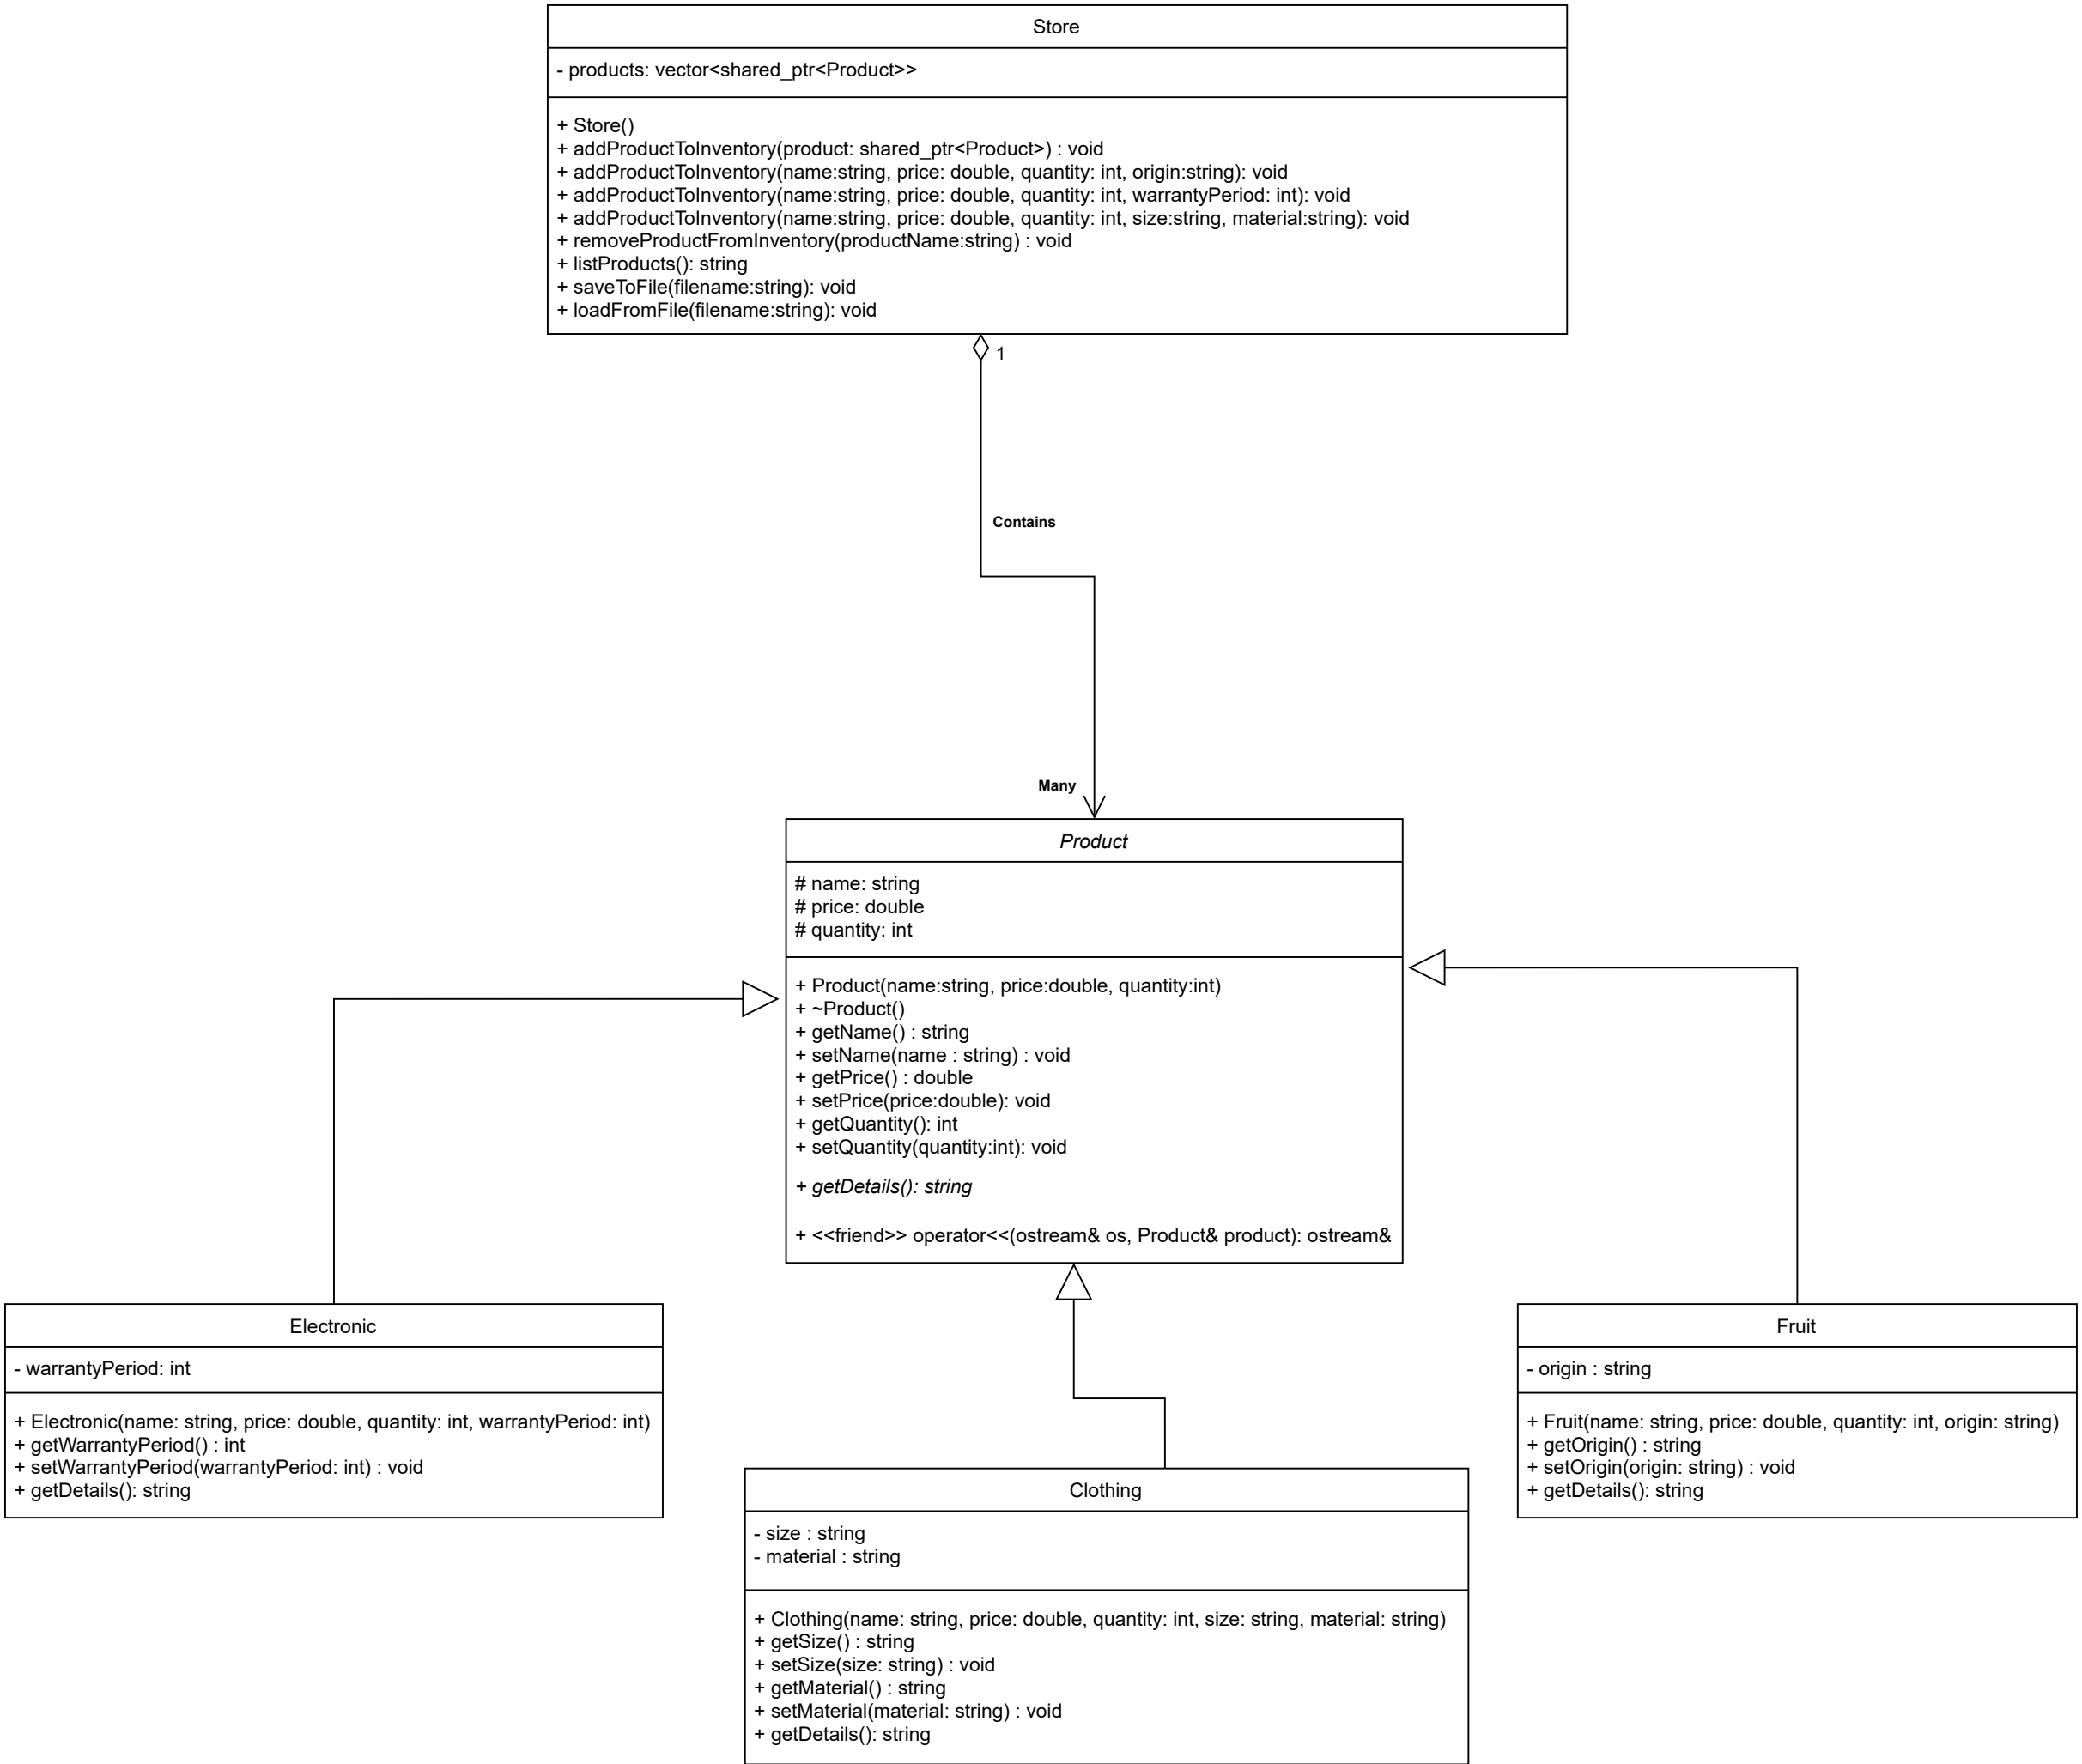 Store
- products: vector<shared_ptr<Product>>
+ Store()
+ addProductToInventory(product: shared_ptr<Product>) : void
+ addProductToInventory(name:string, price: double, quantity: int, origin:string): void
+ addProductToInventory(name:string, price: double, quantity: int, warrantyPeriod: int): void
+ addProductToInventory(name:string, price: double, quantity: int, size:string, material:string): void
+ removeProductFromInventory(productName:string) : void
+ listProducts(): string
+ saveToFile(filename:string): void
+ loadFromFile(filename:string): void
1
Contains
Many
Product
# name: string
# price: double
# quantity: int
+ Product(name:string, price:double, quantity:int)
+ ~Product()
+ getName() : string
+ setName(name : string) : void
+ getPrice() : double
+ setPrice(price:double): void
+ getQuantity(): int
+ setQuantity(quantity:int): void
+ getDetails(): string
+ <<friend>> operator<<(ostream& os, Product& product): ostream&
Electronic
- warrantyPeriod: int
+ Electronic(name: string, price: double, quantity: int, warrantyPeriod: int)
+ getWarrantyPeriod() : int
+ setWarrantyPeriod(warrantyPeriod: int) : void
+ getDetails(): string
Clothing
- size : string
- material : string
+ Clothing(name: string, price: double, quantity: int, size: string, material: string)
+ getSize() : string
+ setSize(size: string) : void
+ getMaterial() : string
+ setMaterial(material: string) : void
+ getDetails(): string
Fruit
- origin : string
+ Fruit(name: string, price: double, quantity: int, origin: string)
+ getOrigin() : string
+ setOrigin(origin: string) : void
+ getDetails(): string